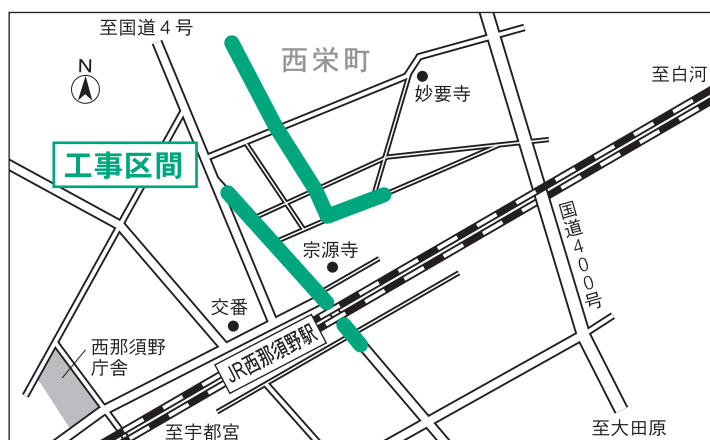 至国道4号
西栄町
N
妙要寺
至白河
工事区間
国道400号
宗源寺
交番
JR西那須野駅
西那須野
庁舎
至宇都宮
至大田原